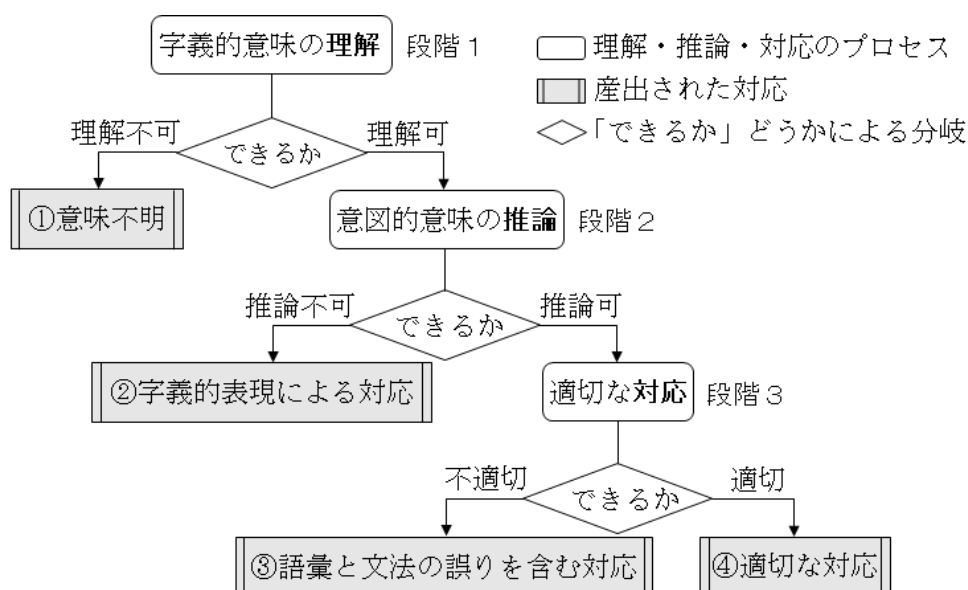 字義的意味の理解 段階１
理解・推論・対応のプロセス
産出された対応
「できるか」どうかによる分岐
理解不可
できるか
理解可
①意味不明
意図的意味の推論 段階２
推論不可
できるか
推論可
②字義的表現による対応
適切な対応 段階３
不適切
できるか
適切
③語彙と文法の誤りを含む対応
④適切な対応